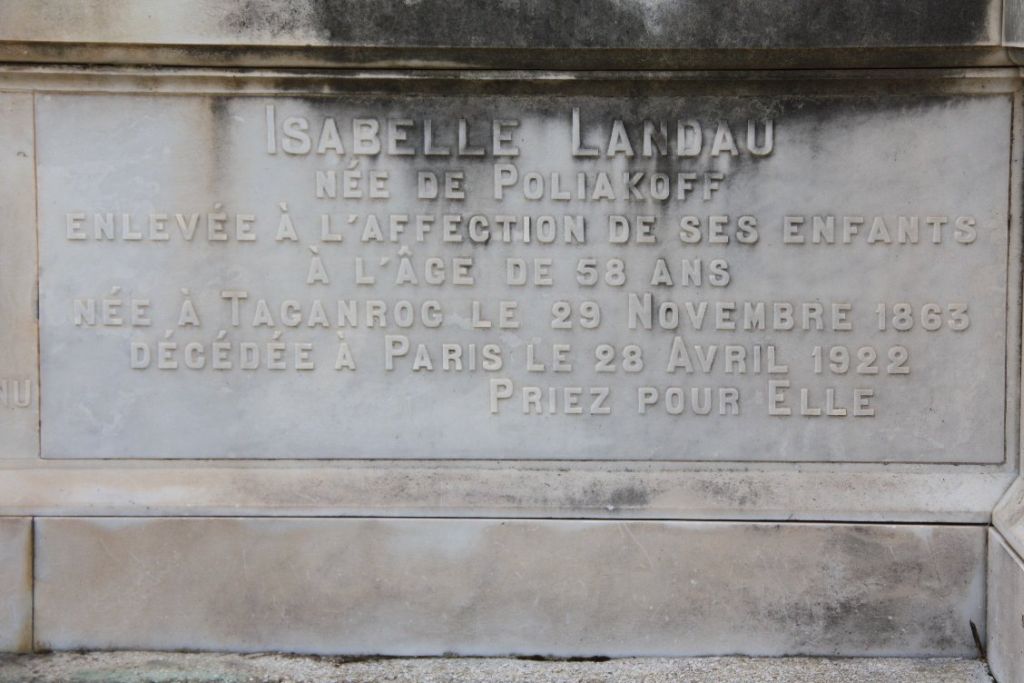 Isabelle Landau
née de Poliakoff
enlevée à l'affection de ses enfants
à l'âge de 58 ans
née à Taganrog le 29 Novembre 1863
décédée à Paris le 28 Avril 1922
Priez pour Elle
NU